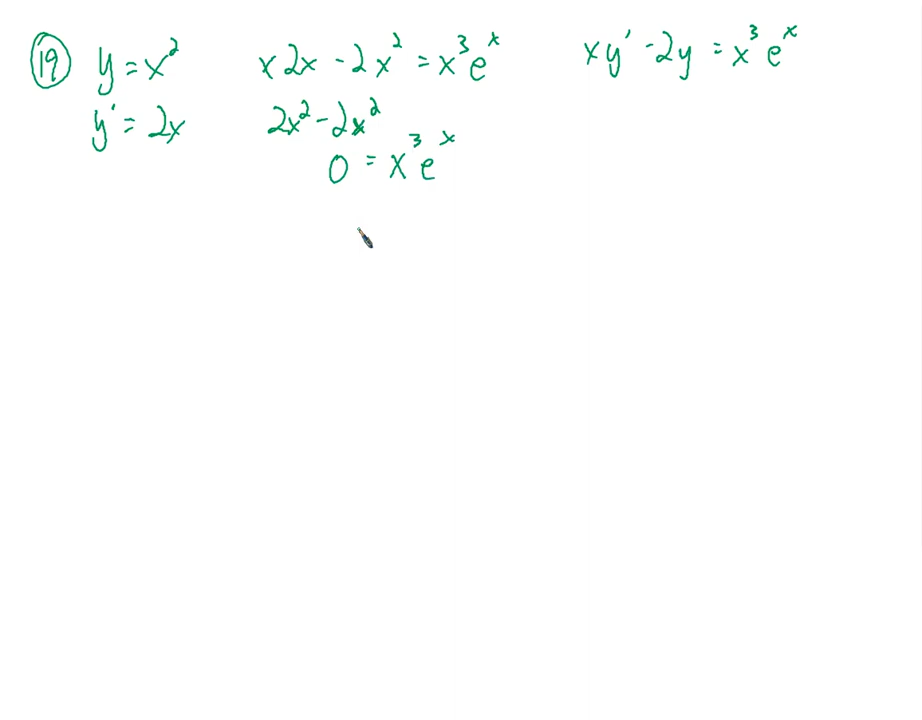 19 y = x² x2x - 2x² = x³eˣ xy' - 2y = x³eˣ
y' = 2x 2x² - 2x²
0 = x³eˣ